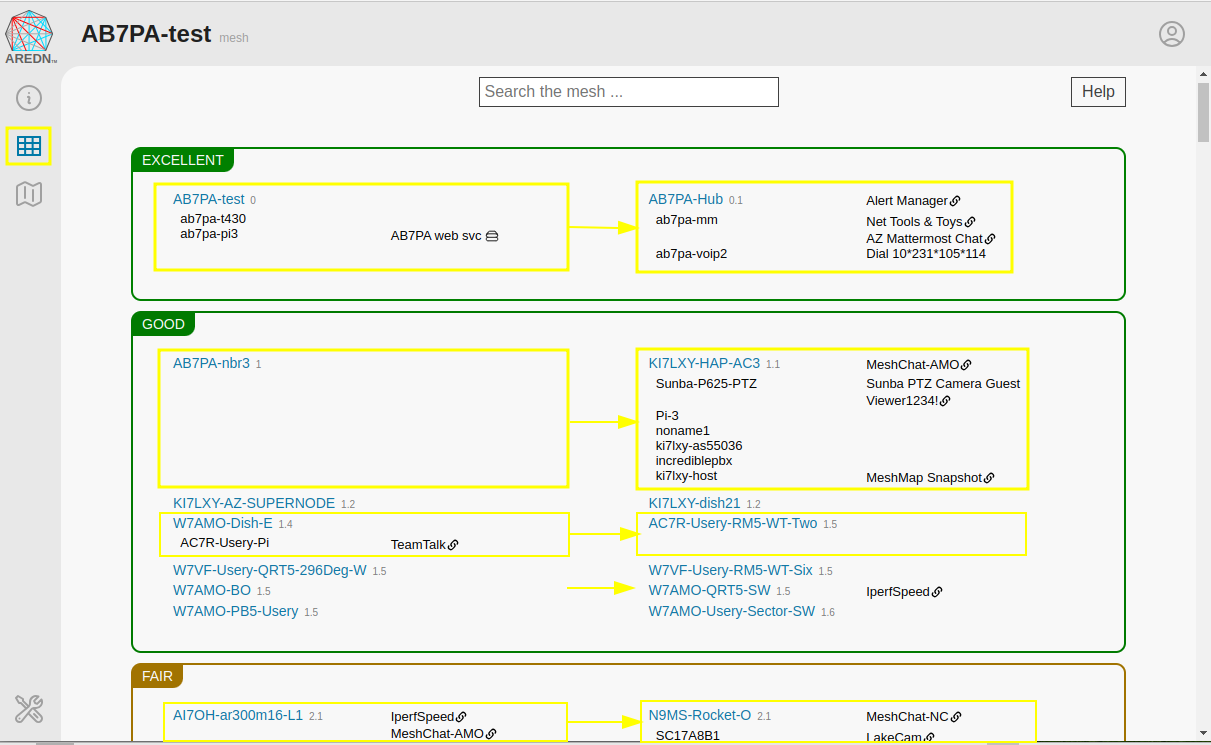 AREDN™
AB7PA-test mesh
Search the mesh ...
Help
EXCELLENT
AB7PA-test 0
ab7pa-t430
ab7pa-pi3
AB7PA web svc
AB7PA-Hub 0.1
Alert Manager
ab7pa-mm
Net Tools & Toys
AZ Mattermost Chat
ab7pa-voip2
Dial 10*231*105*114
GOOD
AB7PA-nbr3 1
KI7LXY-HAP-AC3 1.1
MeshChat-AMO
Sunba-P625-PTZ
Sunba PTZ Camera Guest
Viewer1234!
Pi-3
noname1
ki7lxy-as55036
incrediblepbx
ki7lxy-host
MeshMap Snapshot
KI7LXY-AZ-SUPERNODE 1.2
KI7LXY-dish21 1.2
W7AMO-Dish-E 1.4
AC7R-Usery-Pi
TeamTalk
AC7R-Usery-RM5-WT-Two 1.5
W7VF-Usery-QRT5-296Deg-W 1.5
W7VF-Usery-RM5-WT-Six 1.5
W7AMO-BO 1.5
W7AMO-QRT5-SW 1.5
IperfSpeed
W7AMO-PB5-Usery 1.5
W7AMO-Usery-Sector-SW 1.6
FAIR
AI7OH-ar300m16-L1 2.1
IperfSpeed
MeshChat-AMO
N9MS-Rocket-O 2.1
MeshChat-NC
SC17A8B1
LakeCam